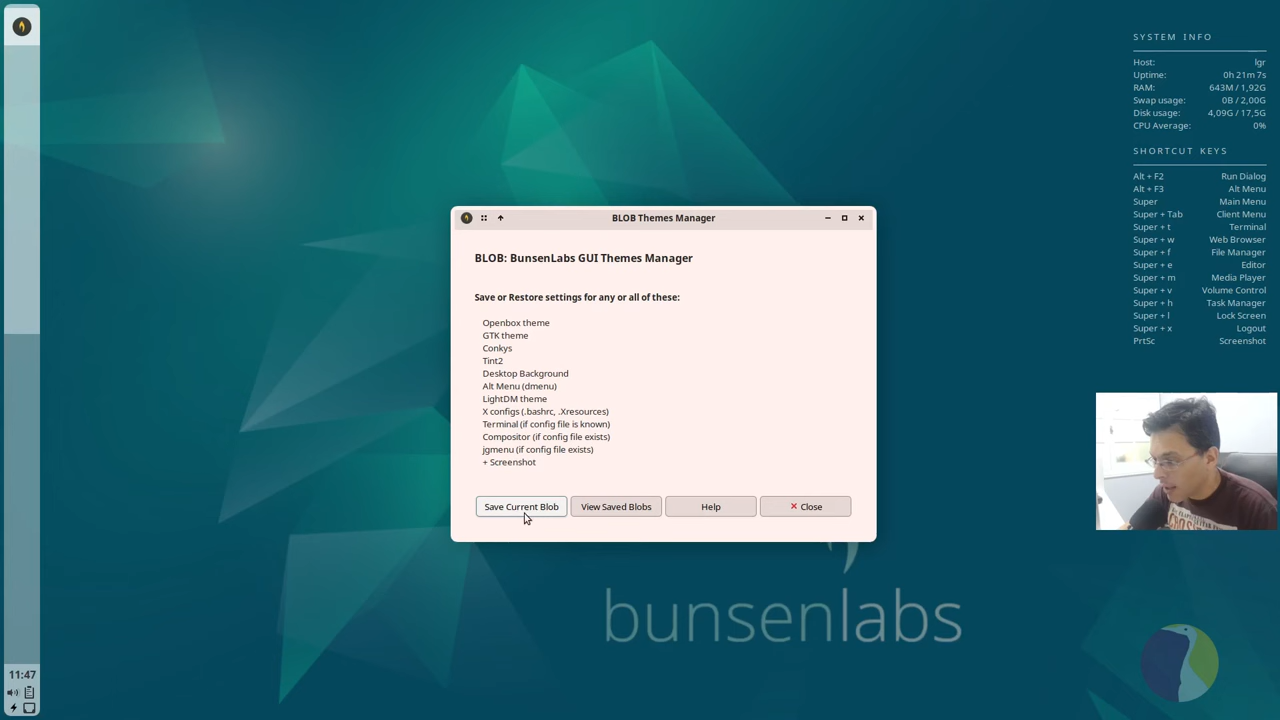 SYSTEM INFO
Host: lgr
Uptime: 0h 21m 7s
RAM: 643M / 1,92G
Swap usage: 0B / 2,00G
Disk usage: 4,09G / 17,5G
CPU Average: 0%
SHORTCUT KEYS
Alt + F2 Run Dialog
Alt + F3 Alt Menu
Super Main Menu
Super + Tab Client Menu
Super + t Terminal
Super + w Web Browser
Super + f File Manager
Super + e Editor
Super + m Media Player
Super + v Volume Control
Super + h Task Manager
Super + l Lock Screen
Super + x Logout
PrtSc Screenshot
BLOB Themes Manager
BLOB: BunsenLabs GUI Themes Manager
Save or Restore settings for any or all of these:
Openbox theme
GTK theme
Conkys
Tint2
Desktop Background
Alt Menu (dmenu)
LightDM theme
X configs (.bashrc, .Xresources)
Terminal (if config file is known)
Compositor (if config file exists)
jgmenu (if config file exists)
+ Screenshot
Save Current Blob View Saved Blobs Help Close
bunsenlabs
11:47